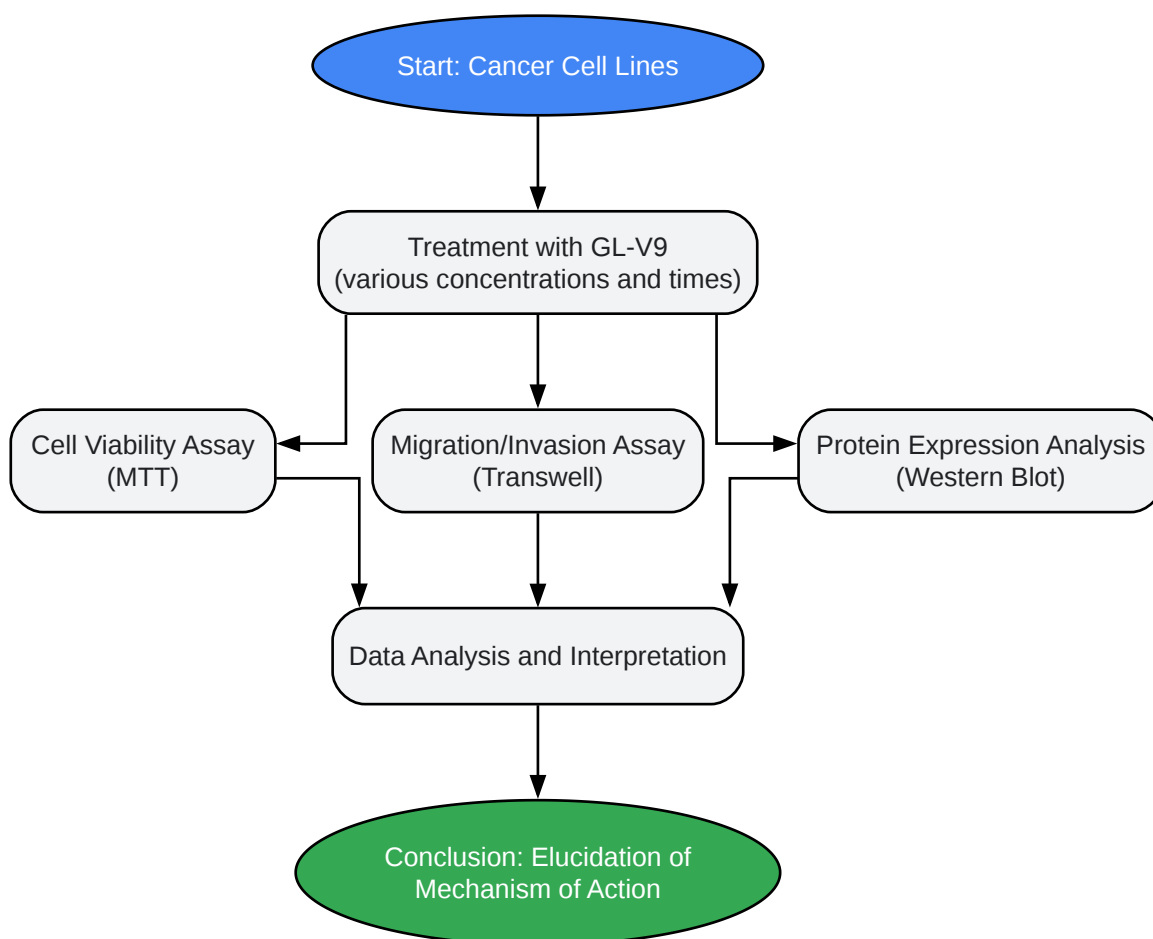 Start: Cancer Cell Lines
Treatment with GL-V9
(various concentrations and times)
Cell Viability Assay
(MTT)
Migration/Invasion Assay
(Transwell)
Protein Expression Analysis
(Western Blot)
Data Analysis and Interpretation
Conclusion: Elucidation of
Mechanism of Action